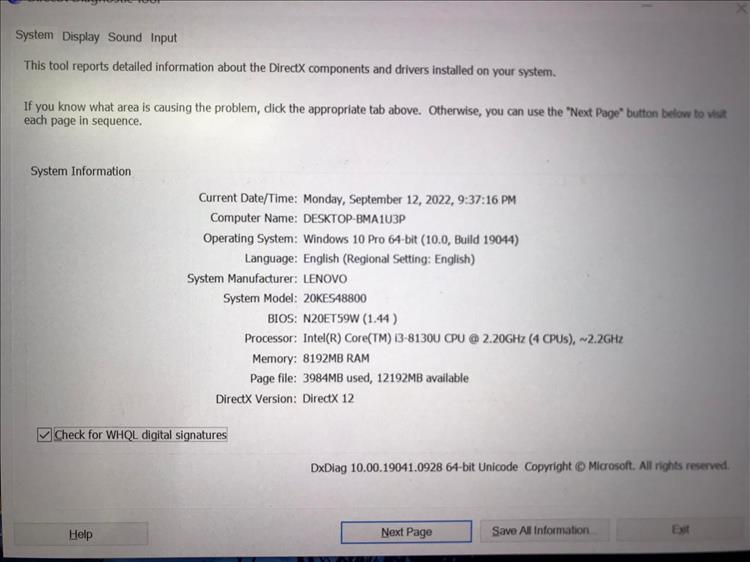 System Display Sound Input
This tool reports detailed information about the DirectX components and drivers installed on your system.
If you know what area is causing the problem, click the appropriate tab above. Otherwise, you can use the "Next Page" button below to visit
each page in sequence.
System Information
Current Date/Time: Monday, September 12, 2022, 9:37:16 PM
Computer Name: DESKTOP-BMA1U3P
Operating System: Windows 10 Pro 64-bit (10.0, Build 19044)
Language: English (Regional Setting: English)
System Manufacturer: LENOVO
System Model: 20KES48800
BIOS: N20ET59W (1.44 )
Processor: Intel(R) Core(TM) i3-8130U CPU @ 2.20GHz (4 CPUs), ~2.2GHz
Memory: 8192MB RAM
Page file: 3984MB used, 12192MB available
DirectX Version: DirectX 12
Check for WHQL digital signatures
DxDiag 10.00.19041.0928 64-bit Unicode Copyright © Microsoft. All rights reserved.
Help Next Page Save All Information... Exit